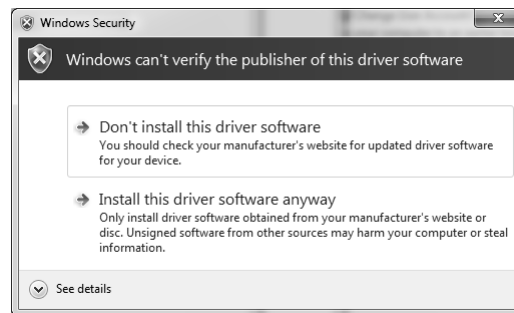 Windows Security
Windows can't verify the publisher of this driver software
Don't install this driver software
You should check your manufacturer's website for updated driver software
for your device.
Install this driver software anyway
Only install driver software obtained from your manufacturer's website or
disc. Unsigned software from other sources may harm your computer or steal
information.
See details